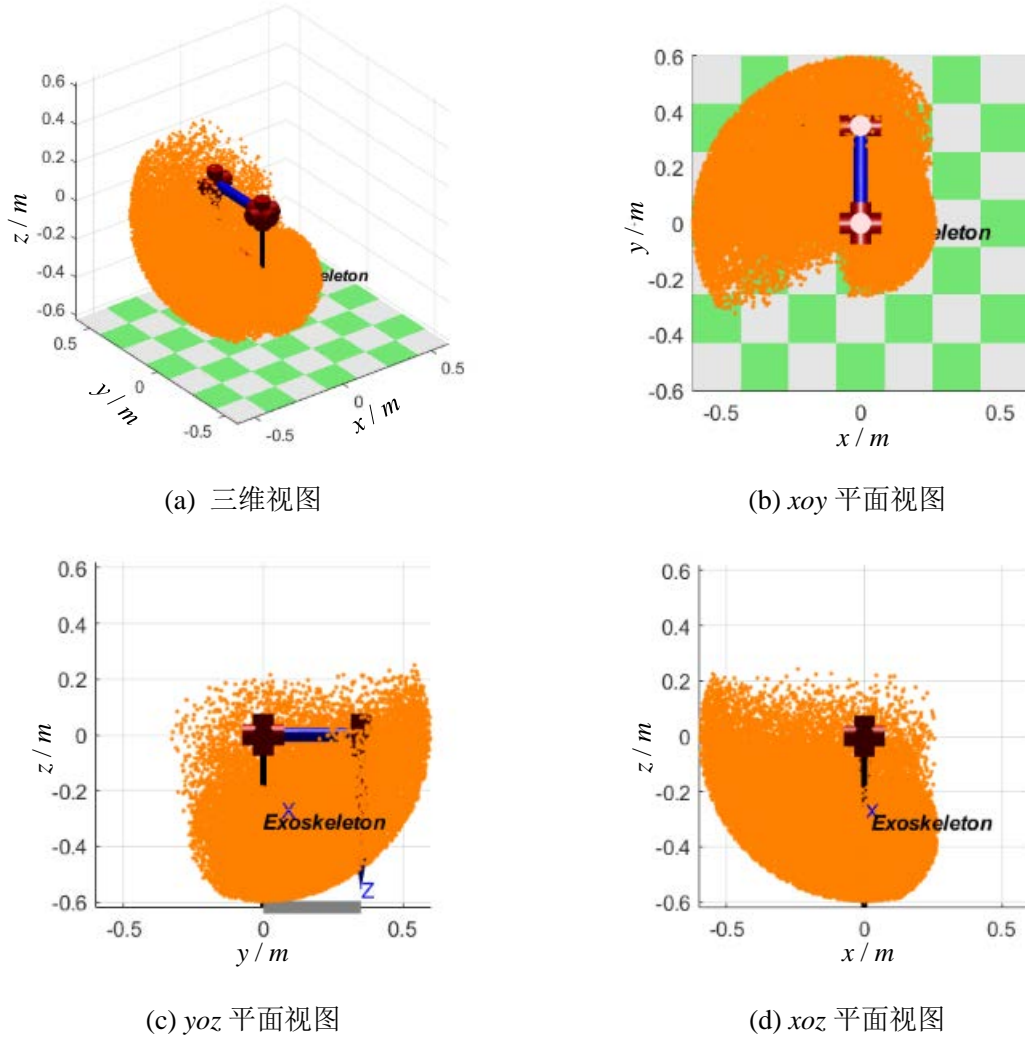 0.6
0.4
0.2
0
-0.2
-0.4
-0.6
z / m
0.5
0
-0.5
y / m
-0.5
0
0.5
x / m
eleton
(a) 三维视图
0.6
0.4
0.2
0
-0.2
-0.4
-0.6
y / m
-0.5
0
0.5
x / m
keleton
(b) xoy 平面视图
0.6
0.4
0.2
0
-0.2
-0.4
-0.6
z / m
X
Exoskeleton
Z
-0.5
0
0.5
y / m
(c) yoz 平面视图
0.6
0.4
0.2
0
-0.2
-0.4
-0.6
z / m
X
Exoskeleton
-0.5
0
0.5
x / m
(d) xoz 平面视图